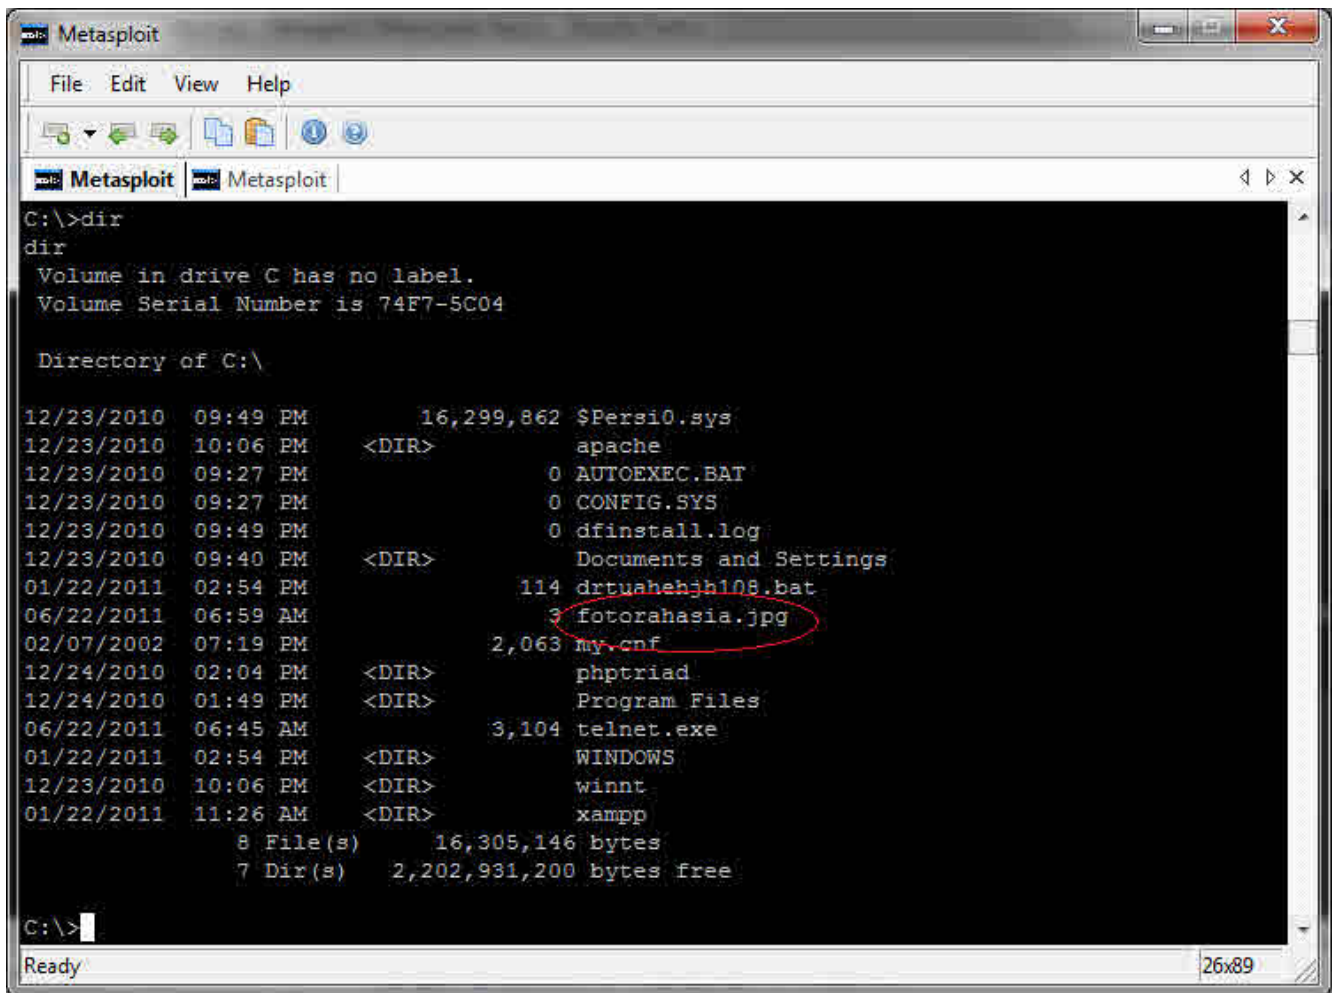 Metasploit
File Edit View Help
Metasploit Metasploit
C:\>dir
dir
Volume in drive C has no label.
Volume Serial Number is 74F7-5C04
Directory of C:\
12/23/2010 09:49 PM 16,299,862 $Persi0.sys
12/23/2010 10:06 PM <DIR> apache
12/23/2010 09:27 PM 0 AUTOEXEC.BAT
12/23/2010 09:27 PM 0 CONFIG.SYS
12/23/2010 09:49 PM 0 dfinstall.log
12/23/2010 09:40 PM <DIR> Documents and Settings
01/22/2011 02:54 PM 114 drtuahehjh108.bat
06/22/2011 06:59 AM 3 fotorahasia.jpg
02/07/2002 07:19 PM 2,063 my.cnf
12/24/2010 02:04 PM <DIR> phptriad
12/24/2010 01:49 PM <DIR> Program Files
06/22/2011 06:45 AM 3,104 telnet.exe
01/22/2011 02:54 PM <DIR> WINDOWS
12/23/2010 10:06 PM <DIR> winnt
01/22/2011 11:26 AM <DIR> xampp
8 File(s) 16,305,146 bytes
7 Dir(s) 2,202,931,200 bytes free
C:\>
Ready 26x89